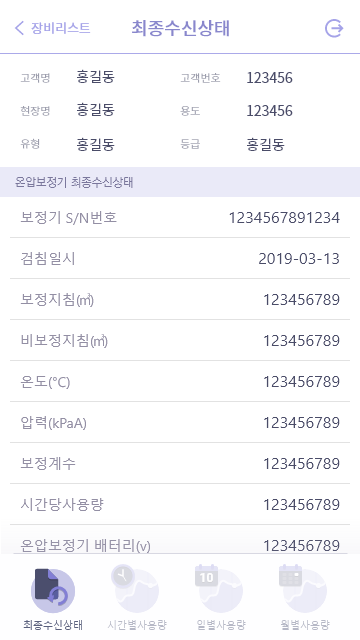 장비리스트 최종수신상태
고객명 홍길동 고객번호 123456
현장명 홍길동 용도 123456
유형 홍길동 등급 홍길동
온압보정기 최종수신상태
보정기 S/N번호 1234567891234
검침일시 2019-03-13
보정지침(㎥) 123456789
비보정지침(㎥) 123456789
온도(°C) 123456789
압력(kPaA) 123456789
보정계수 123456789
시간당사용량 123456789
온압보정기 배터리(v) 123456789
10
최종수신상태 시간별사용량 일별사용량 월별사용량